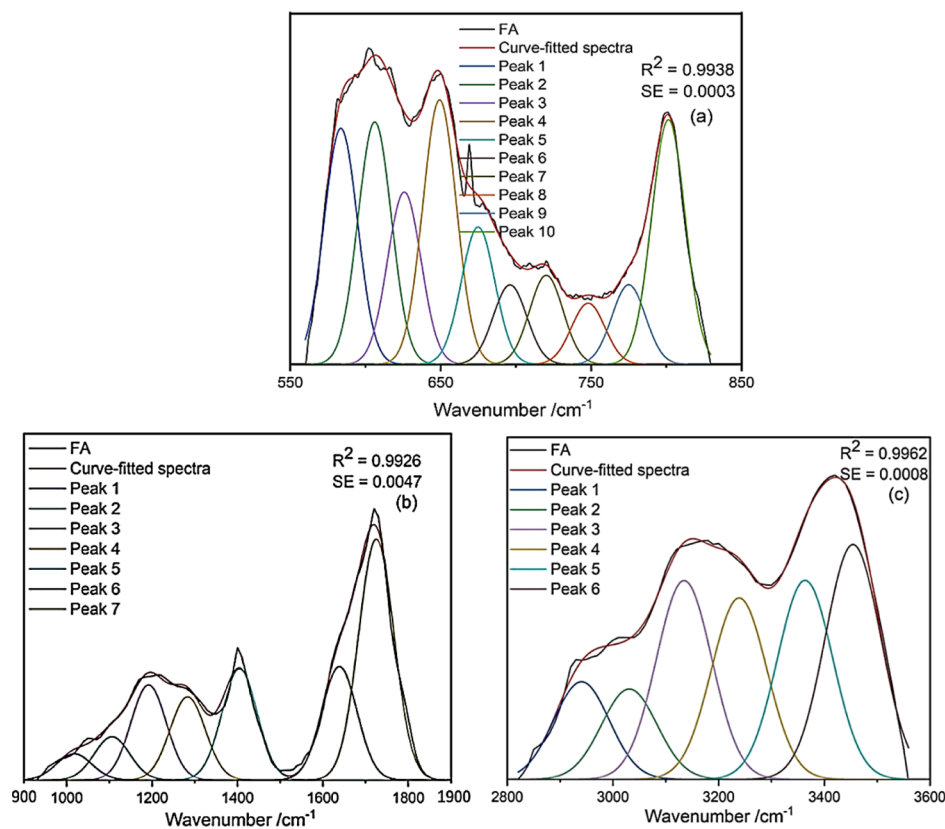 FA
Curve-fitted spectra
Peak 1
Peak 2
Peak 3
Peak 4
Peak 5
Peak 6
Peak 7
Peak 8
Peak 9
Peak 10
R² = 0.9938
SE = 0.0003
(a)
550 650 750 850
Wavenumber /cm⁻¹
FA
Curve-fitted spectra
Peak 1
Peak 2
Peak 3
Peak 4
Peak 5
Peak 6
Peak 7
R² = 0.9926
SE = 0.0047
(b)
900 1000 1200 1400 1600 1800 1900
Wavenumber /cm⁻¹
FA
Curve-fitted spectra
Peak 1
Peak 2
Peak 3
Peak 4
Peak 5
Peak 6
R² = 0.9962
SE = 0.0008
(c)
2800 3000 3200 3400 3600
Wavenumber /cm⁻¹